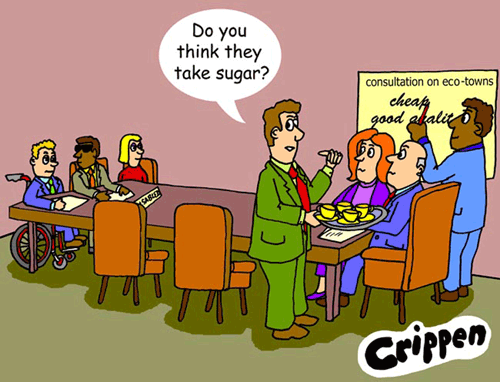 Do you
think they
take sugar?
consultation on eco-towns
cheap
good qualit
Crippen